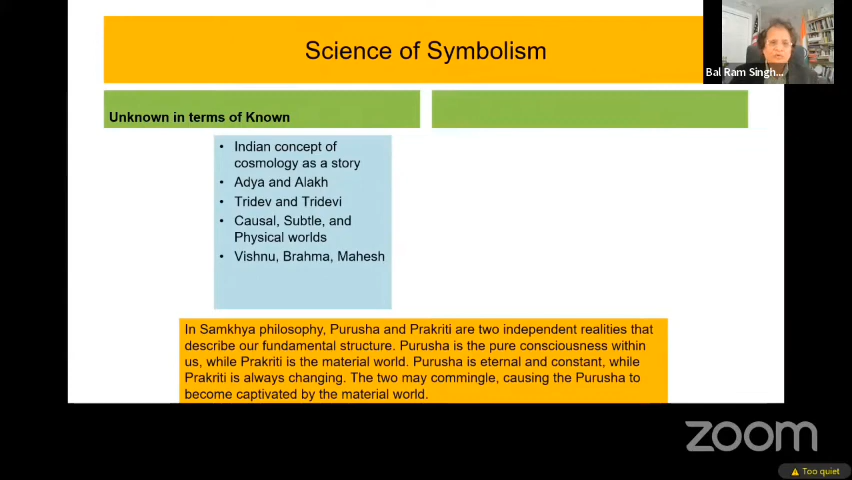 Science of Symbolism
Bal Ram Singh...
Unknown in terms of Known
• Indian concept of
cosmology as a story
• Adya and Alakh
• Tridev and Tridevi
• Causal, Subtle, and
Physical worlds
• Vishnu, Brahma, Mahesh
In Samkhya philosophy, Purusha and Prakriti are two independent realities that
describe our fundamental structure. Purusha is the pure consciousness within
us, while Prakriti is the material world. Purusha is eternal and constant, while
Prakriti is always changing. The two may commingle, causing the Purusha to
become captivated by the material world.
zoom
Too quiet